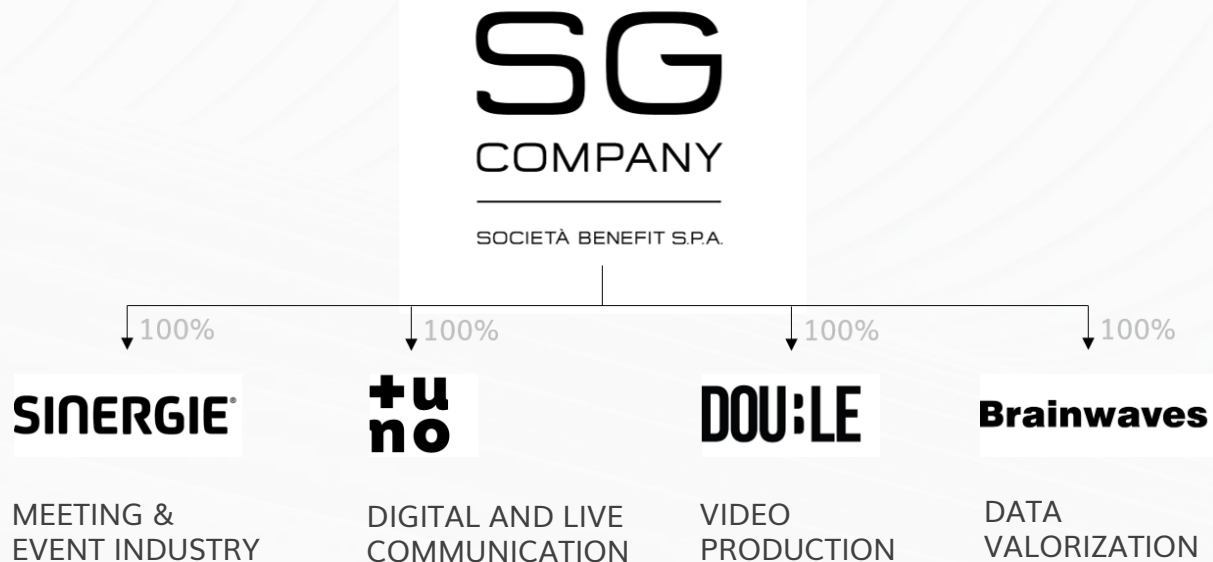 SG
COMPANY
SOCIETÀ BENEFIT S.P.A.
100%
100%
100%
100%
SINERGIE®
+u
no
DOU:LE
Brainwaves
MEETING &
EVENT INDUSTRY
DIGITAL AND LIVE
COMMUNICATION
VIDEO
PRODUCTION
DATA
VALORIZATION